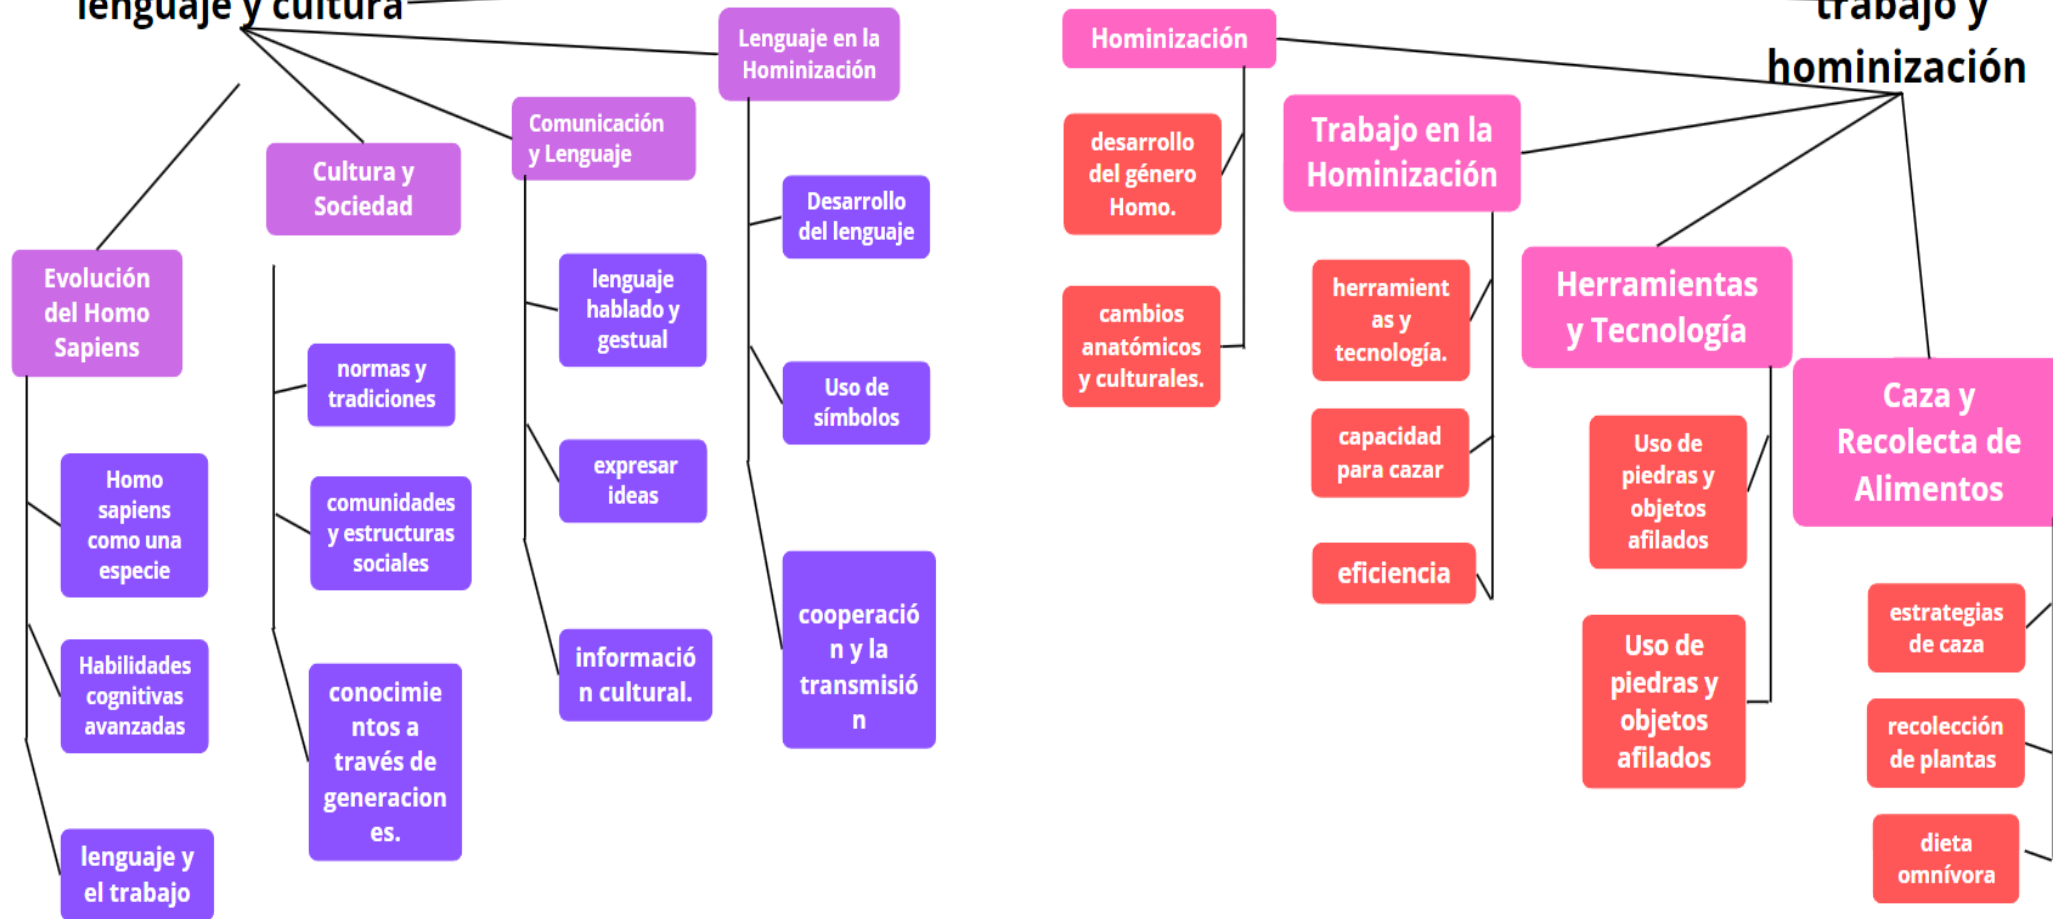 lenguaje y cultura
Lenguaje en la
Hominización
Comunicación
y Lenguaje
Cultura y
Sociedad
Evolución
del Homo
Sapiens
Desarrollo
del lenguaje
Uso de
símbolos
cooperació
n y la
transmisió
n
lenguaje
hablado y
gestual
expresar
ideas
informació
n cultural.
normas y
tradiciones
comunidades
y estructuras
sociales
conocimie
ntos a
través de
generacion
es.
Homo
sapiens
como una
especie
Habilidades
cognitivas
avanzadas
lenguaje y
el trabajo
trabajo y
hominización
Hominización
desarrollo
del género
Homo.
cambios
anatómicos
y culturales.
Trabajo en la
Hominización
herramient
as y
tecnología.
capacidad
para cazar
eficiencia
Herramientas
y Tecnología
Uso de
piedras y
objetos
afilados
Uso de
piedras y
objetos
afilados
Caza y
Recolecta de
Alimentos
estrategias
de caza
recolección
de plantas
dieta
omnívora